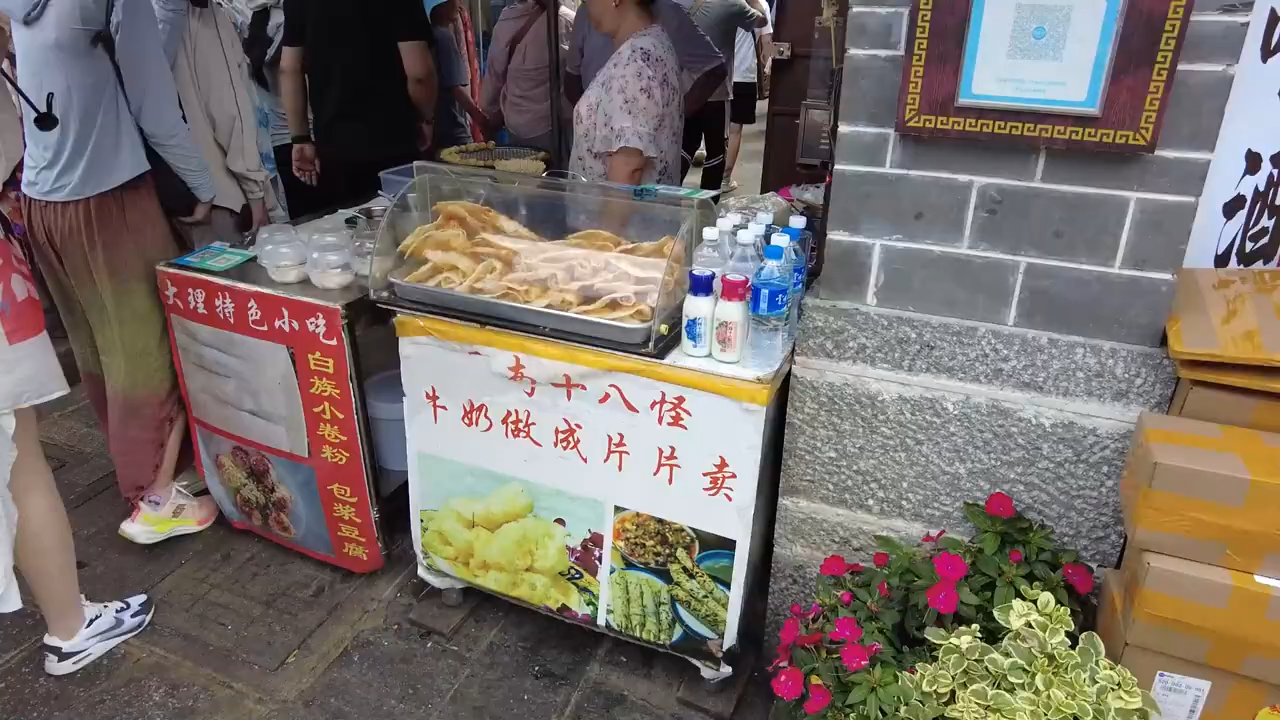 大理特色小吃
白族小卷粉 包浆豆腐
十八怪
牛奶做成片片卖
酒